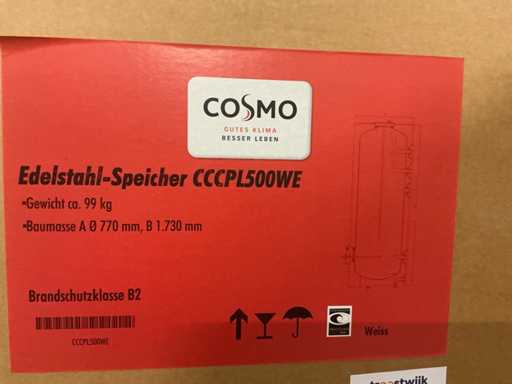 COSMO
GUTES KLIMA
BESSER LEBEN
Edelstahl-Speicher CCCPL500WE
•Gewicht ca. 99 kg
•Baumasse A Ø 770 mm, B 1.730 mm
Brandschutzklasse B2
CCCPL500WE
Weiss